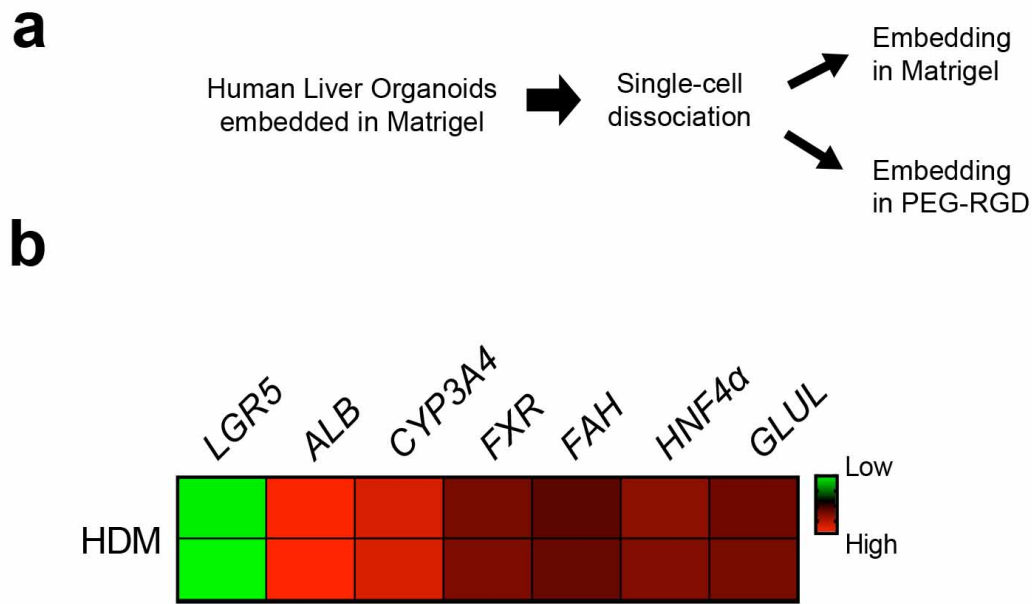 a
Human Liver Organoids
embedded in Matrigel
Single-cell
dissociation
Embedding
in Matrigel
Embedding
in PEG-RGD
b
LGR5
ALB
CYP3A4
FXR
FAH
HNF4α
GLUL
HDM
Low
High